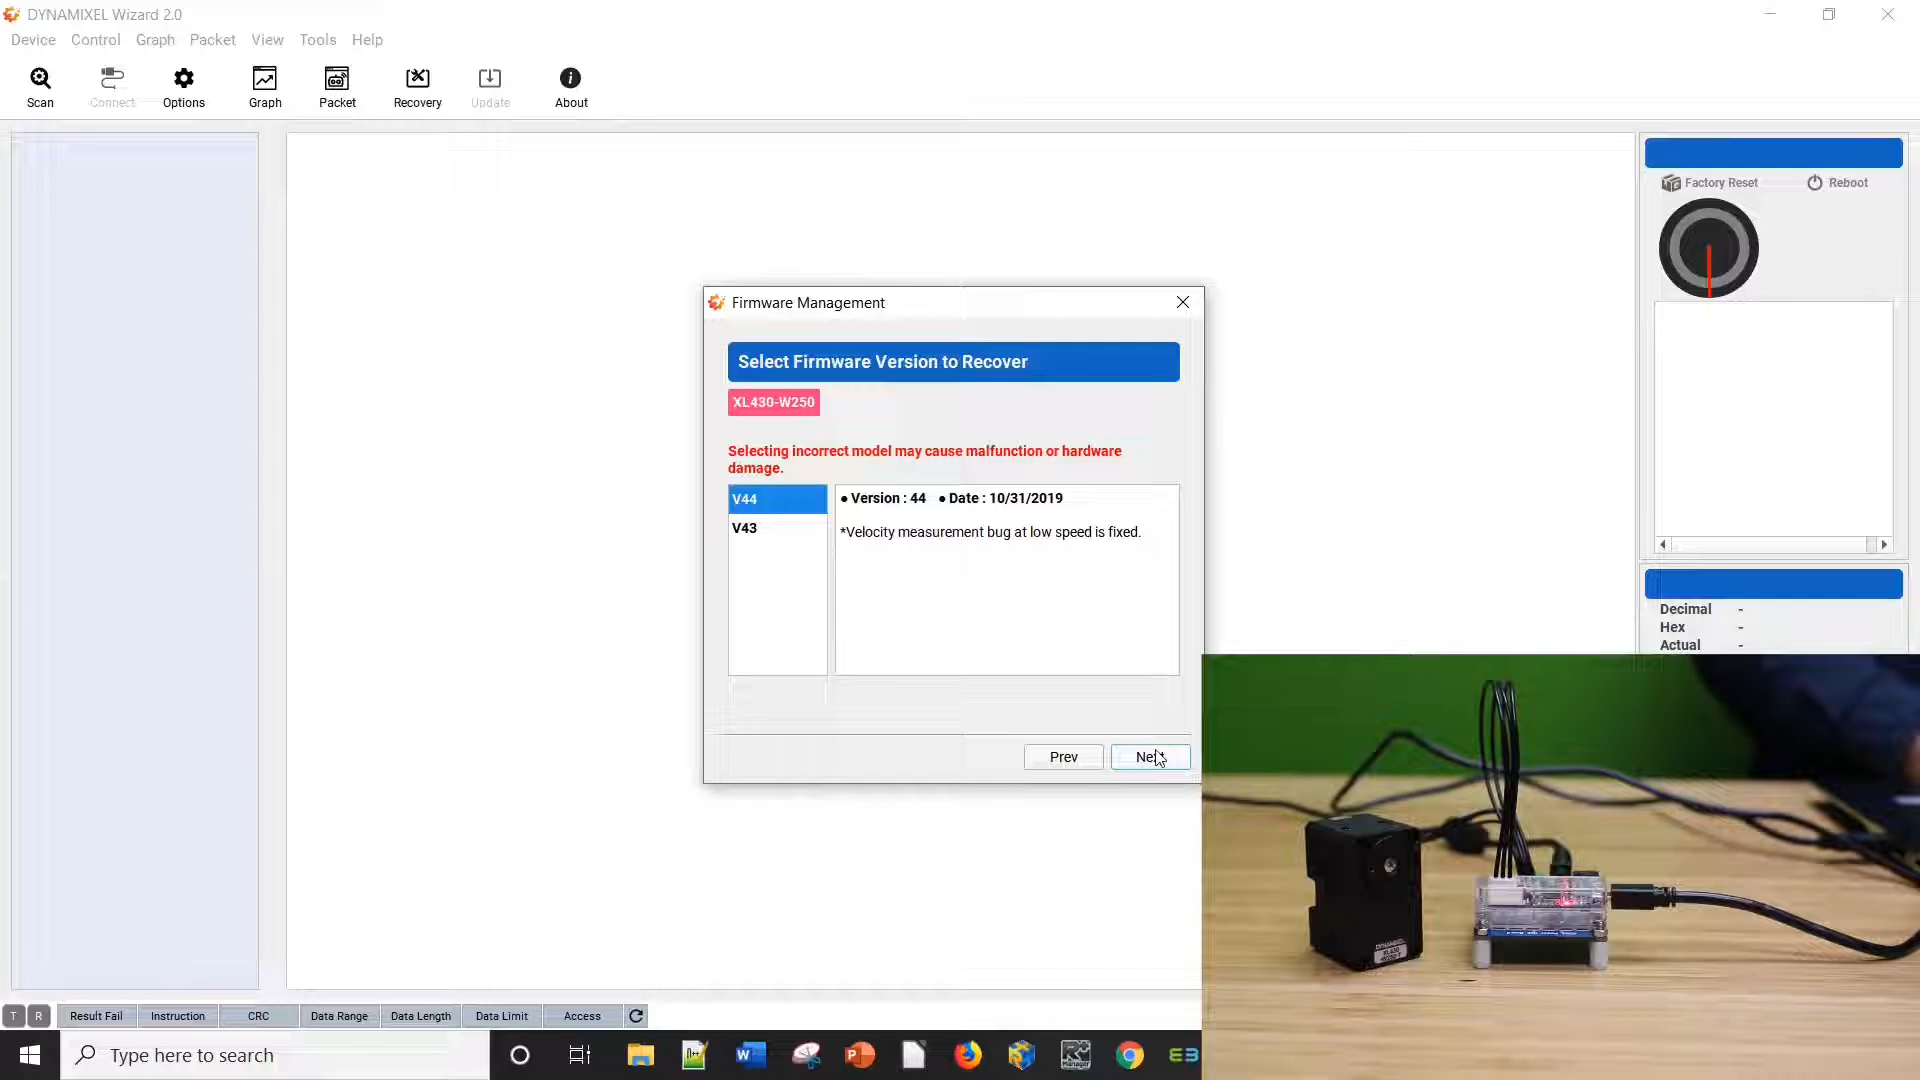 DYNAMIXEL Wizard 2.0
Device Control Graph Packet View Tools Help
Scan Connect Options Graph Packet Recovery Update About
Factory Reset Reboot
Firmware Management
Select Firmware Version to Recover
XL430-W250
Selecting incorrect model may cause malfunction or hardware
damage.
V44
V43
● Version : 44 ● Date : 10/31/2019
*Velocity measurement bug at low speed is fixed.
Prev Next
Decimal -
Hex -
Actual -
DYNAMIXEL
XL430
T R Result Fail Instruction CRC Data Range Data Length Data Limit Access
Type here to search